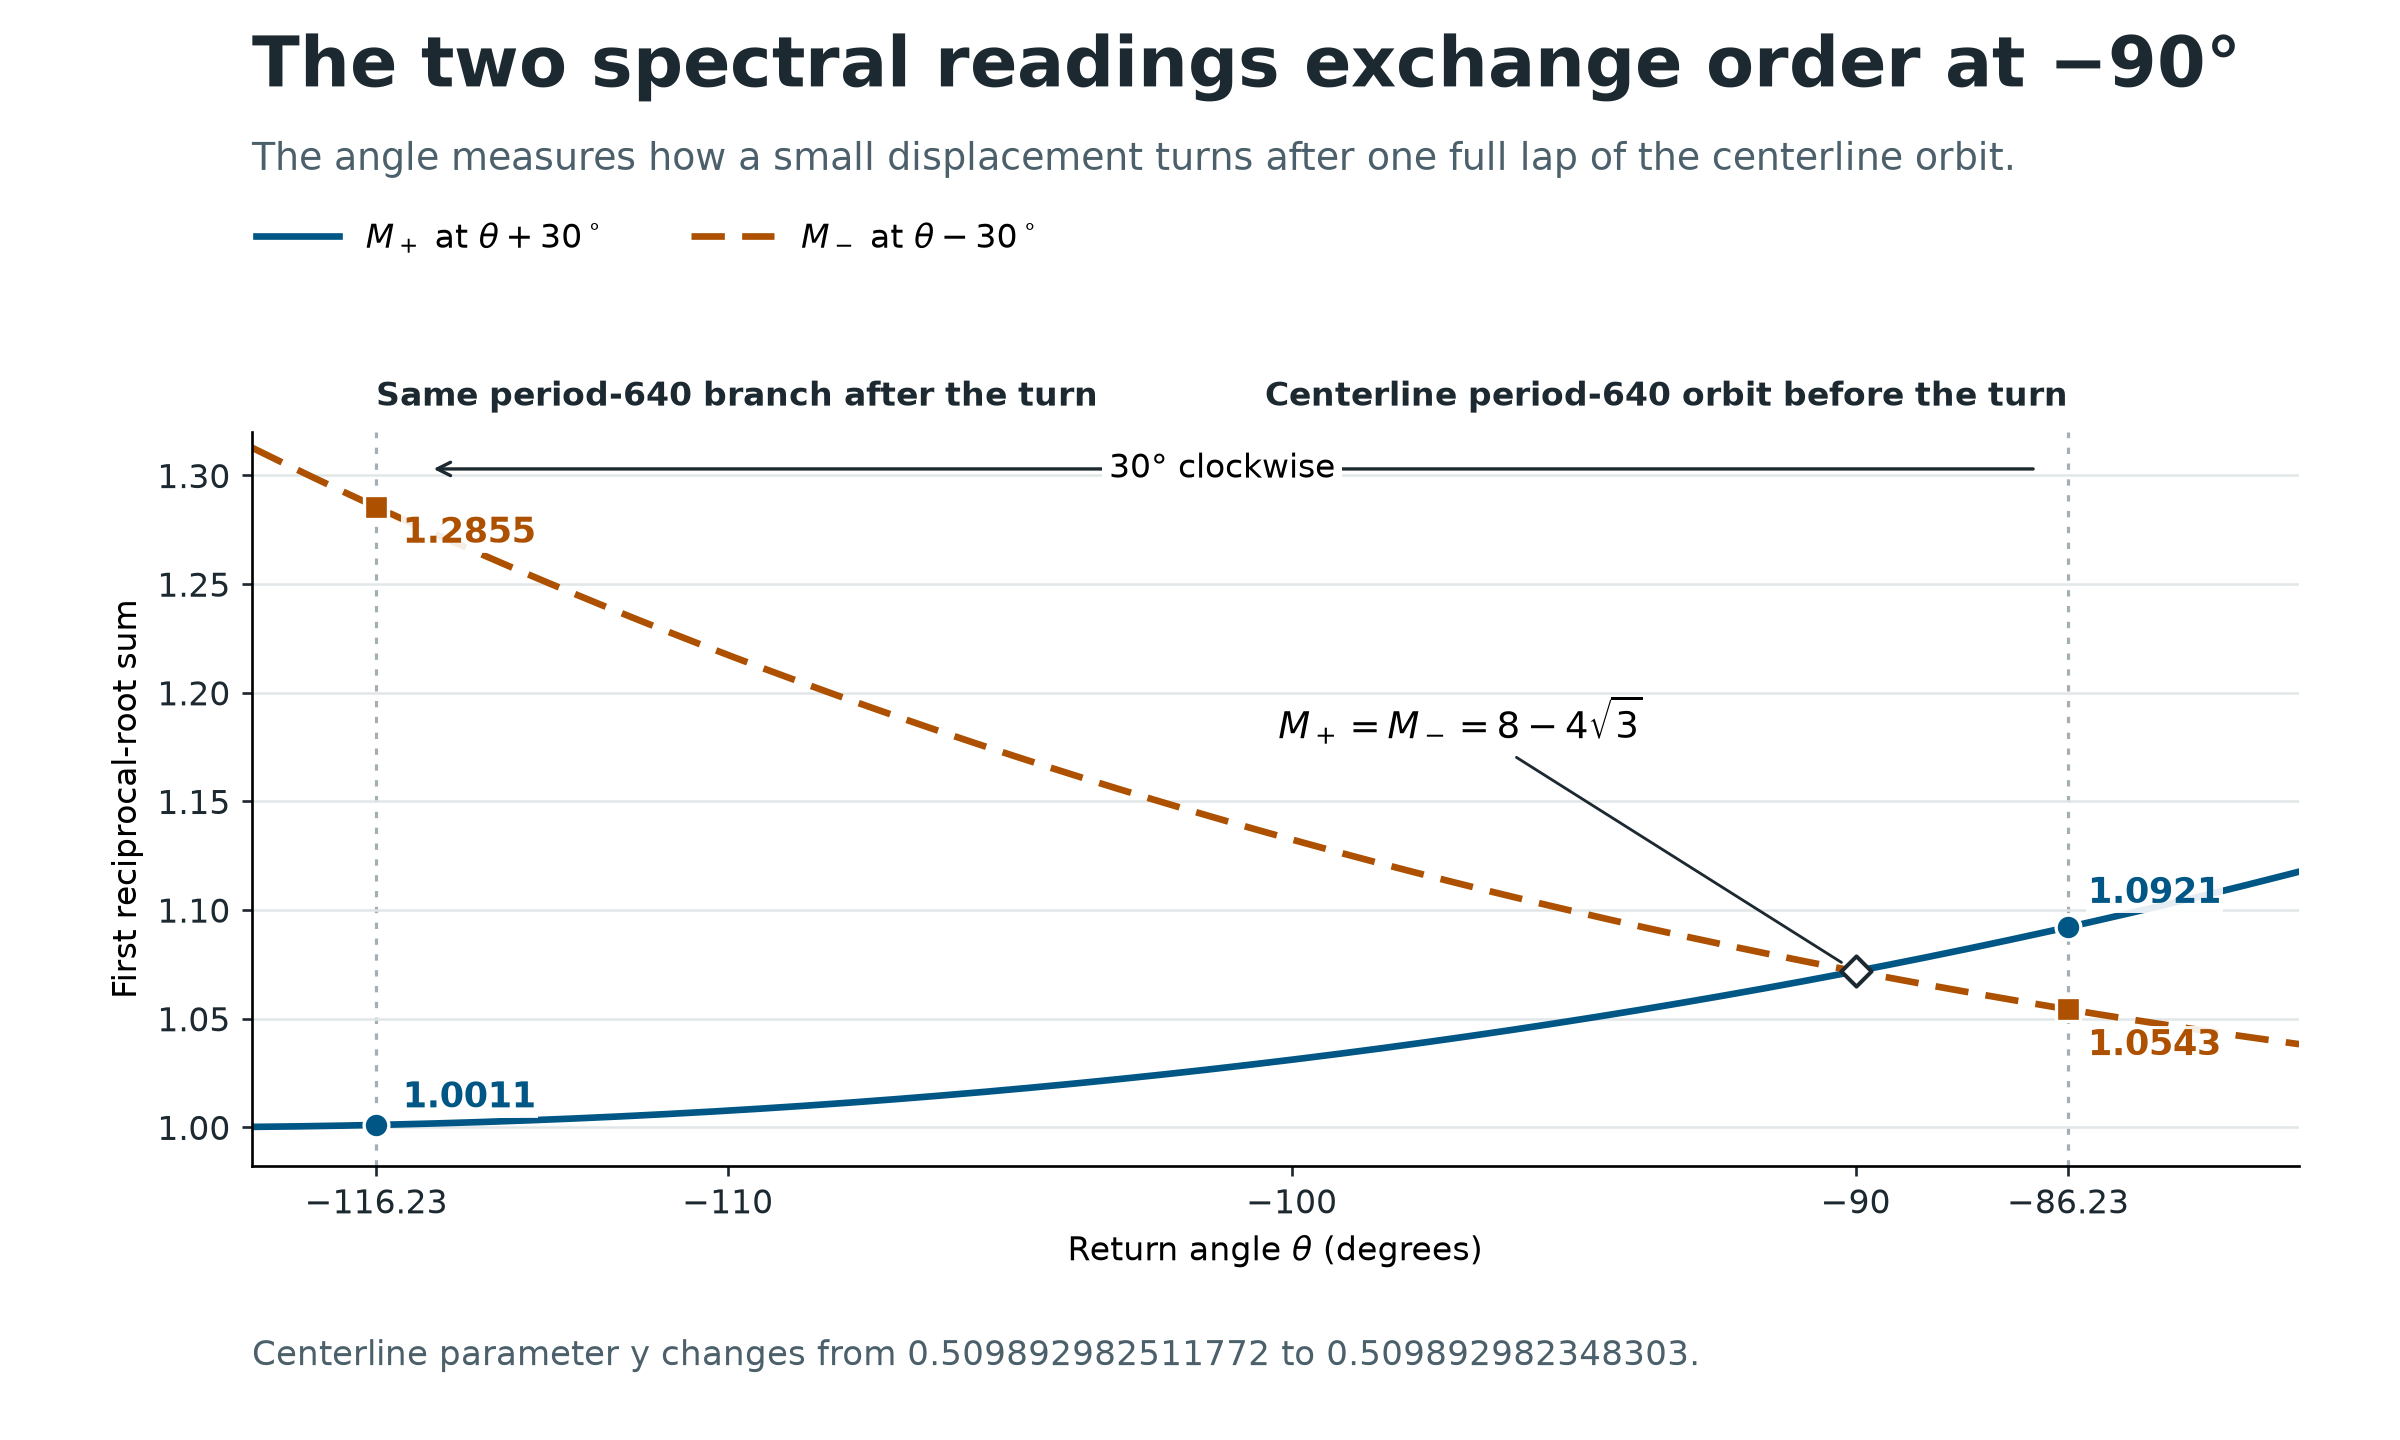 The two spectral readings exchange order at −90°
The angle measures how a small displacement turns after one full lap of the centerline orbit.
M₊ at θ + 30°
M₋ at θ − 30°
Same period-640 branch after the turn
Centerline period-640 orbit before the turn
30° clockwise
1.30
1.25
1.20
1.15
1.10
1.05
1.00
First reciprocal-root sum
1.2855
M₊ = M₋ = 8 − 4√3
1.0921
1.0543
1.0011
−116.23
−110
−100
−90
−86.23
Return angle θ (degrees)
Centerline parameter y changes from 0.509892982511772 to 0.509892982348303.